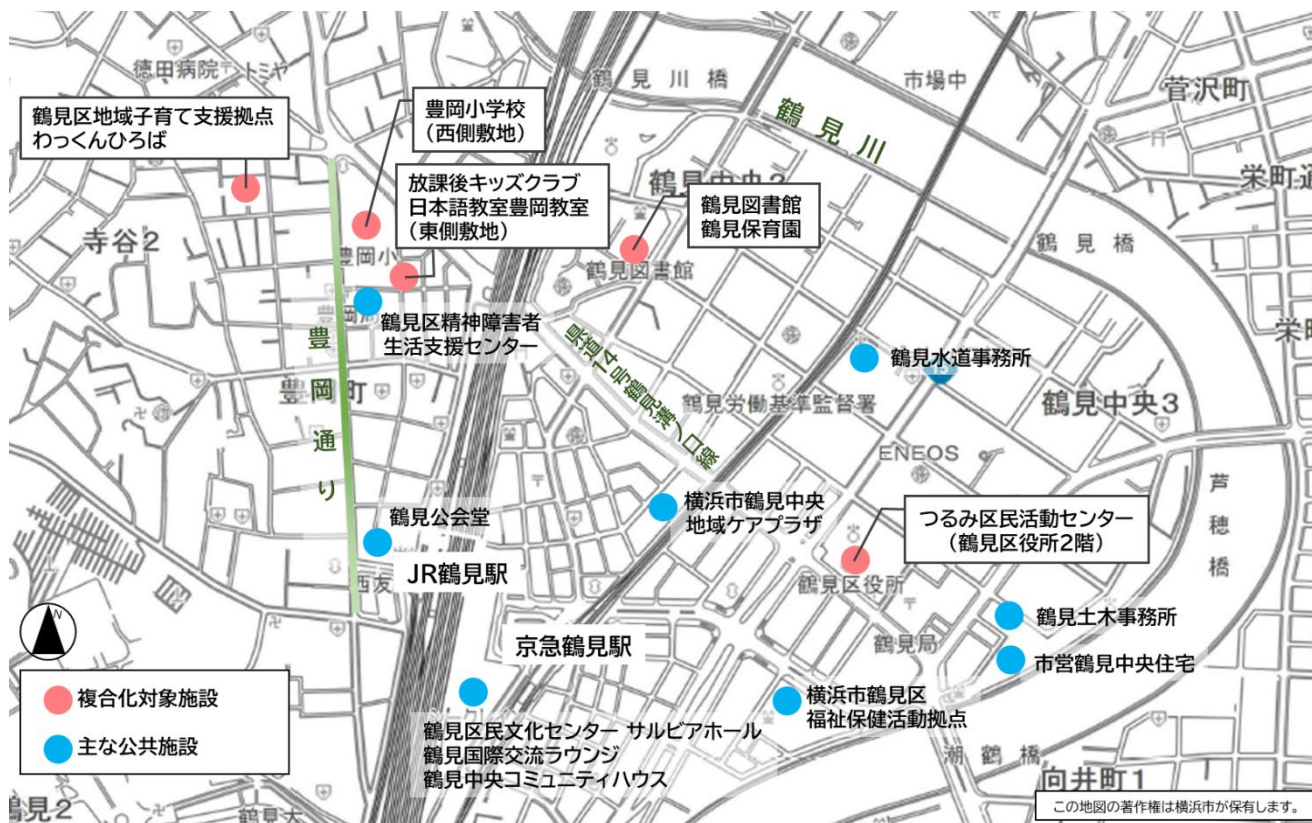 徳田病院
トミヤ
鶴見川橋
市場中
菅沢町
鶴見区地域子育て支援拠点
わっくんひろば
豊岡小学校
（西側敷地）
鶴見川
放課後キッズクラブ
日本語教室豊岡教室
（東側敷地）
鶴見中央2
鶴見図書館
鶴見保育園
栄町通
寺谷2
豊岡小
鶴見図書館
鶴見橋
鶴見区精神障害者
生活支援センター
県道14号鶴見溝ノ口線
鶴見水道事務所
15
豊岡通り
豊岡町
鶴見労働基準監督署
鶴見中央3
ENEOS
芦穂橋
鶴見公会堂
横浜市鶴見中央
地域ケアプラザ
つるみ区民活動センター
（鶴見区役所2階）
西友
JR鶴見駅
鶴見区役所
N
京急鶴見駅
鶴見土木事務所
鶴見局
市営鶴見中央住宅
複合化対象施設
主な公共施設
横浜市鶴見区
福祉保健活動拠点
鶴見区民文化センター サルビアホール
鶴見国際交流ラウンジ
鶴見中央コミュニティハウス
潮鶴橋
向井町1
鶴見2
この地図の著作権は横浜市が保有します。